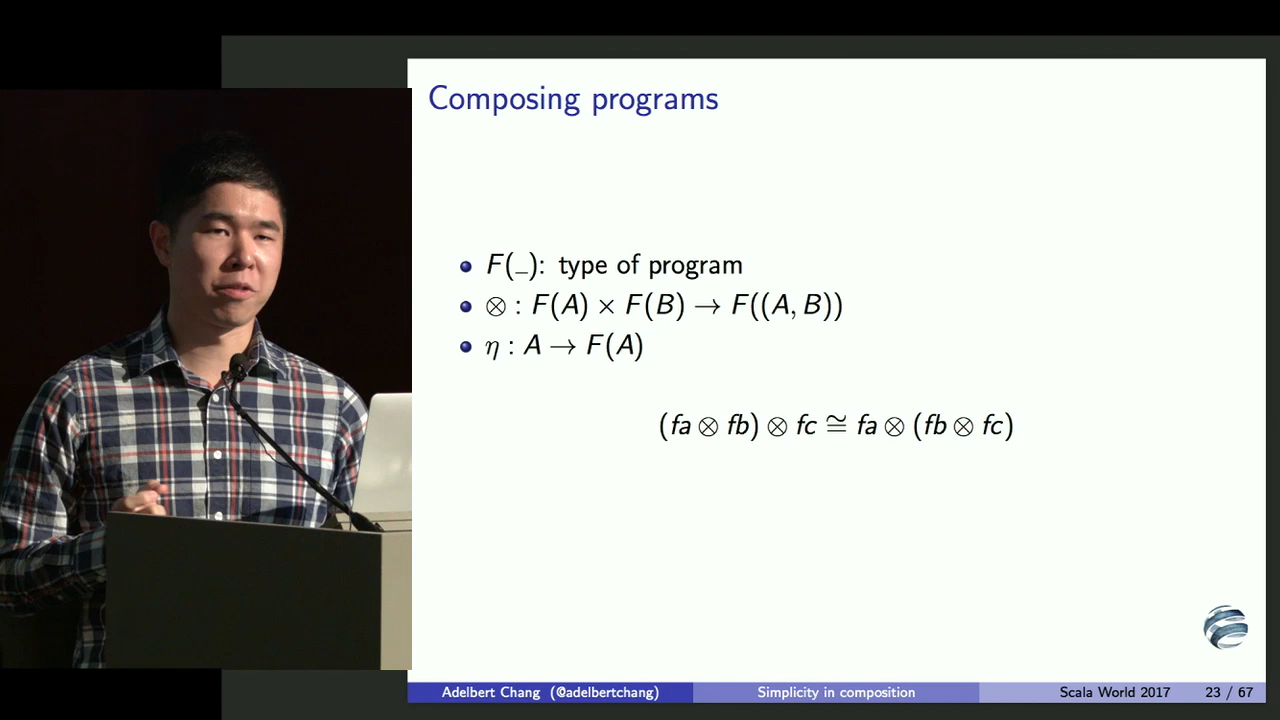 Composing programs
F(_): type of program
⊗ : F(A) × F(B) → F((A, B))
η : A → F(A)
(fa ⊗ fb) ⊗ fc ≅ fa ⊗ (fb ⊗ fc)
Adelbert Chang (@adelbertchang) Simplicity in composition Scala World 2017 23 / 67